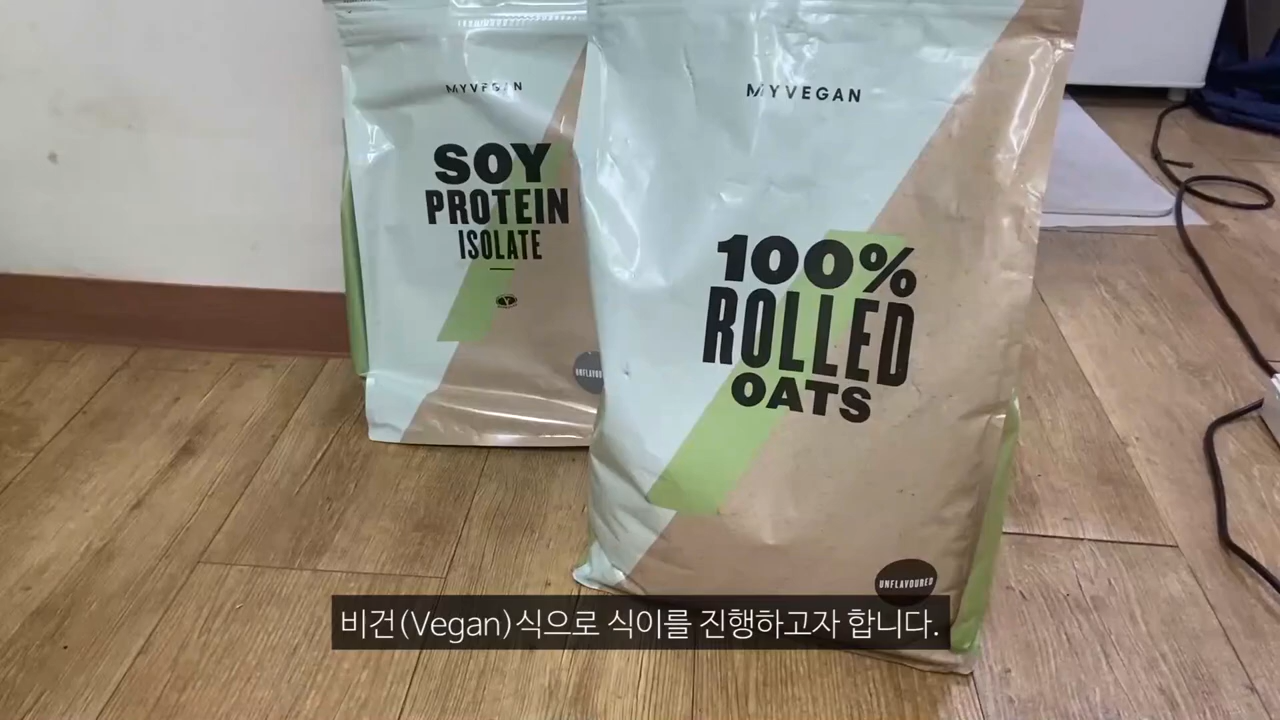 MYVEGAN
SOY
PROTEIN
ISOLATE
MYVEGAN
100%
ROLLED
OATS
UNFLAVOURED
비건(Vegan)식으로 식이를 진행하고자 합니다.